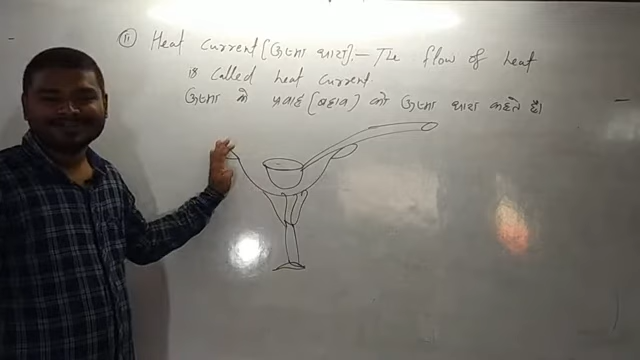 (11) Heat current [ऊष्मा धारा] :- The flow of heat
is called heat current.
ऊष्मा के प्रवाह [बहाव] को ऊष्मा धारा कहते है।